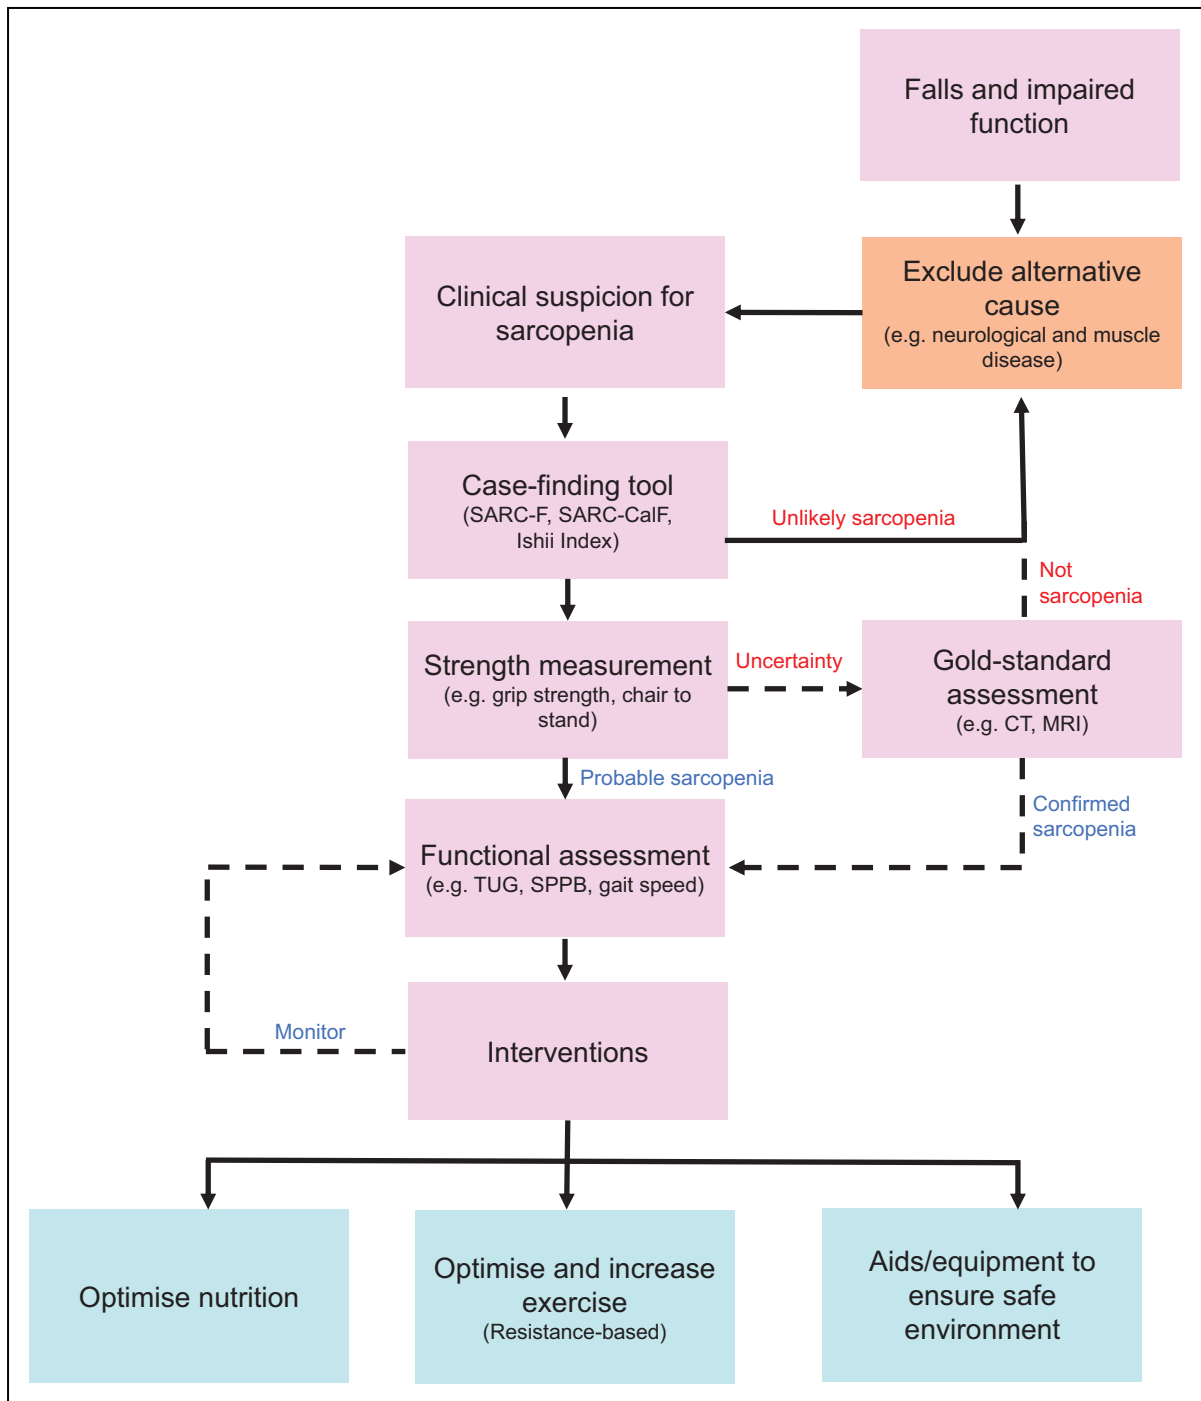 Falls and impaired
function
Exclude alternative
cause
(e.g. neurological and muscle
disease)
Clinical suspicion for
sarcopenia
Case-finding tool
(SARC-F, SARC-CalF,
Ishii Index)
Unlikely sarcopenia
Not
sarcopenia
Strength measurement
(e.g. grip strength, chair to
stand)
Uncertainty
Gold-standard
assessment
(e.g. CT, MRI)
Probable sarcopenia
Confirmed
sarcopenia
Functional assessment
(e.g. TUG, SPPB, gait speed)
Monitor
Interventions
Optimise nutrition
Optimise and increase
exercise
(Resistance-based)
Aids/equipment to
ensure safe
environment